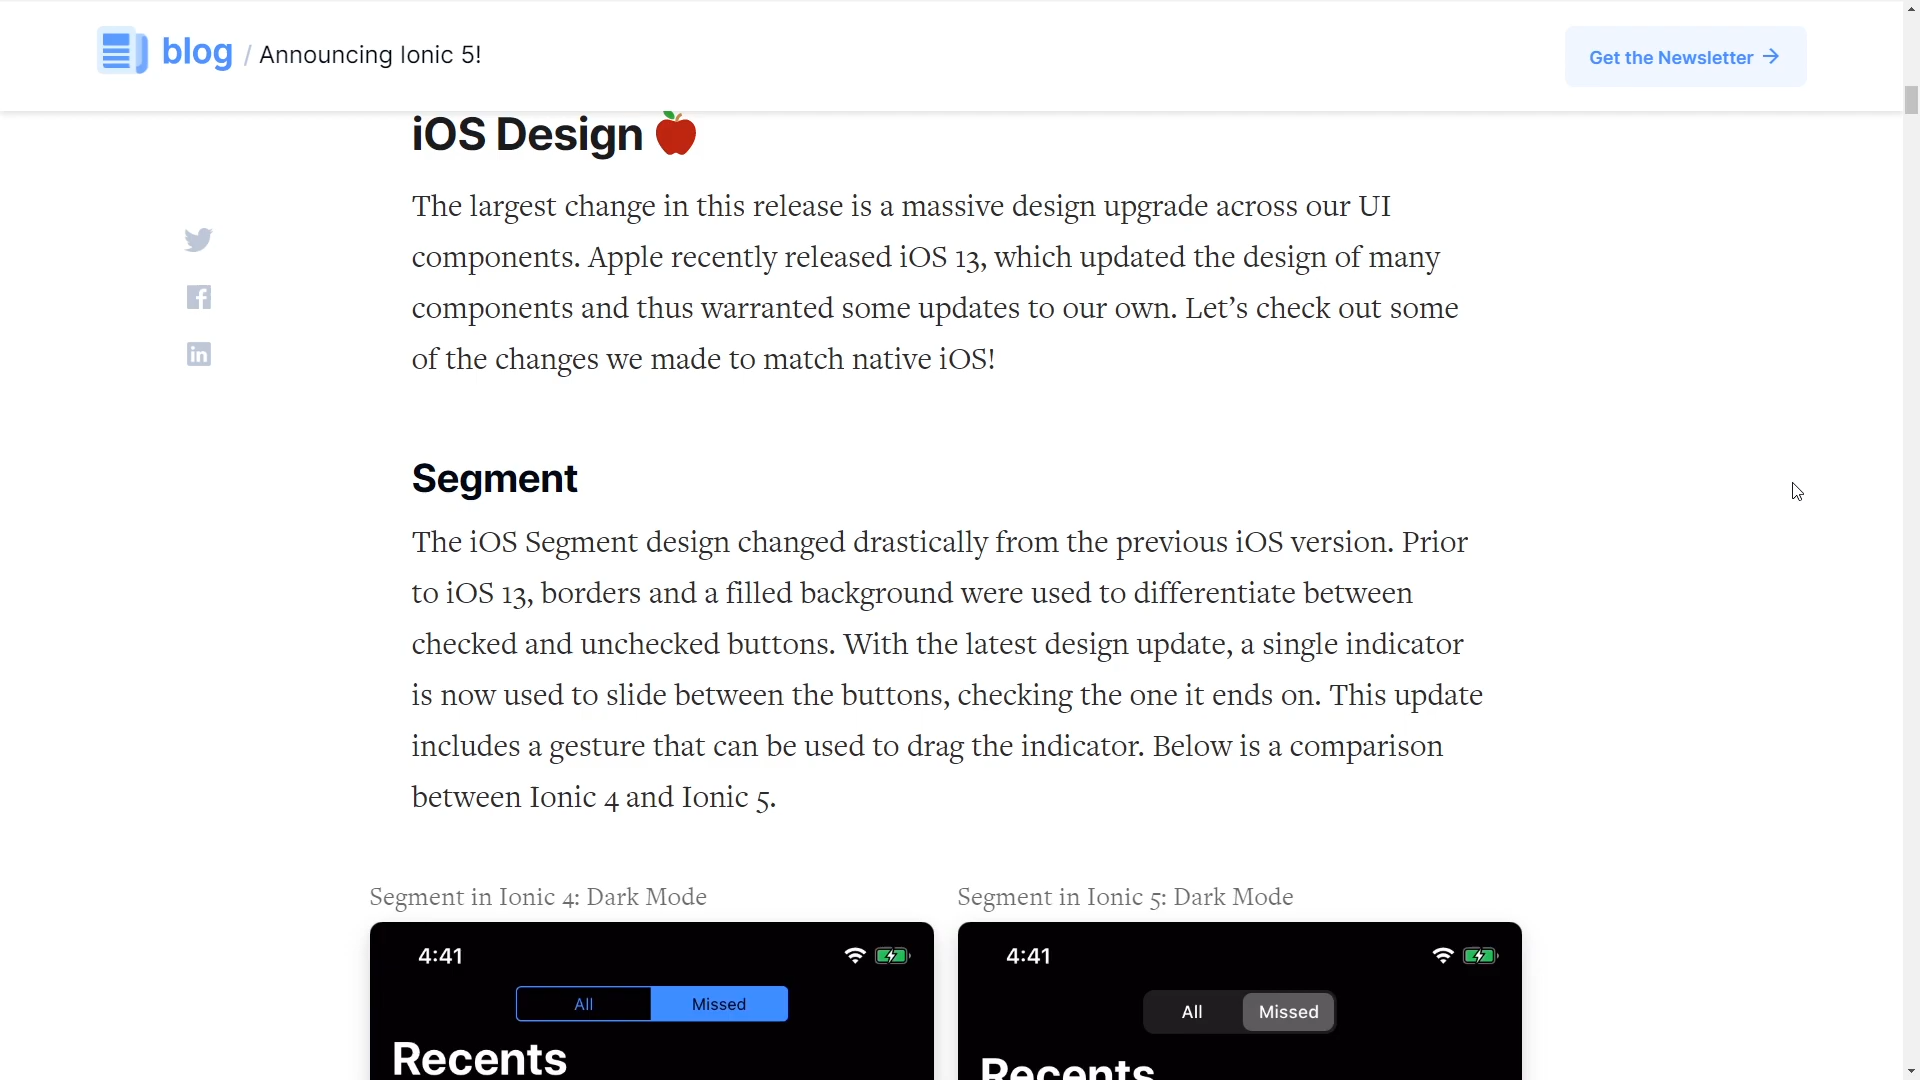 blog / Announcing Ionic 5!
Get the Newsletter →
iOS Design
The largest change in this release is a massive design upgrade across our UI
components. Apple recently released iOS 13, which updated the design of many
components and thus warranted some updates to our own. Let’s check out some
of the changes we made to match native iOS!
Segment
The iOS Segment design changed drastically from the previous iOS version. Prior
to iOS 13, borders and a filled background were used to differentiate between
checked and unchecked buttons. With the latest design update, a single indicator
is now used to slide between the buttons, checking the one it ends on. This update
includes a gesture that can be used to drag the indicator. Below is a comparison
between Ionic 4 and Ionic 5.
Segment in Ionic 4: Dark Mode
4:41
All Missed
Recents
Segment in Ionic 5: Dark Mode
4:41
All Missed
Recents